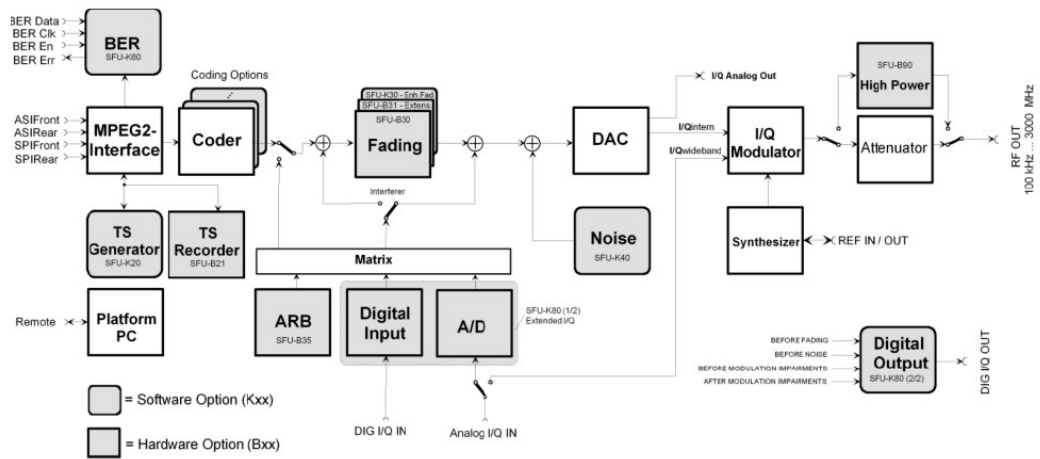 BER Data
BER Clk
BER En
BER Err
BER
SFU-K60
Coding Options
ASIFront
ASIRear
SPIFront
SPIRear
MPEG2-
Interface
Coder
SFU-K30 - Enh.Fad
SFU-B31 - Extens.
SFU-B30
Fading
Interferer
DAC
I/Q Analog Out
I/Qintern
I/Qwideband
I/Q
Modulator
SFU-B90
High Power
Attenuator
RF OUT
100 kHz ... 3000 MHz
TS
Generator
SFU-K20
TS
Recorder
SFU-B21
Matrix
Noise
SFU-K40
Synthesizer
REF IN / OUT
Remote
Platform
PC
ARB
SFU-B35
Digital
Input
A/D
SFU-K80 (1/2)
Extended I/Q
BEFORE FADING
BEFORE NOISE
BEFORE MODULATION IMPAIRMENTS
AFTER MODULATION IMPAIRMENTS
Digital
Output
SFU-K80 (2/2)
DIG I/Q OUT
= Software Option (Kxx)
= Hardware Option (Bxx)
DIG I/Q IN
Analog I/Q IN